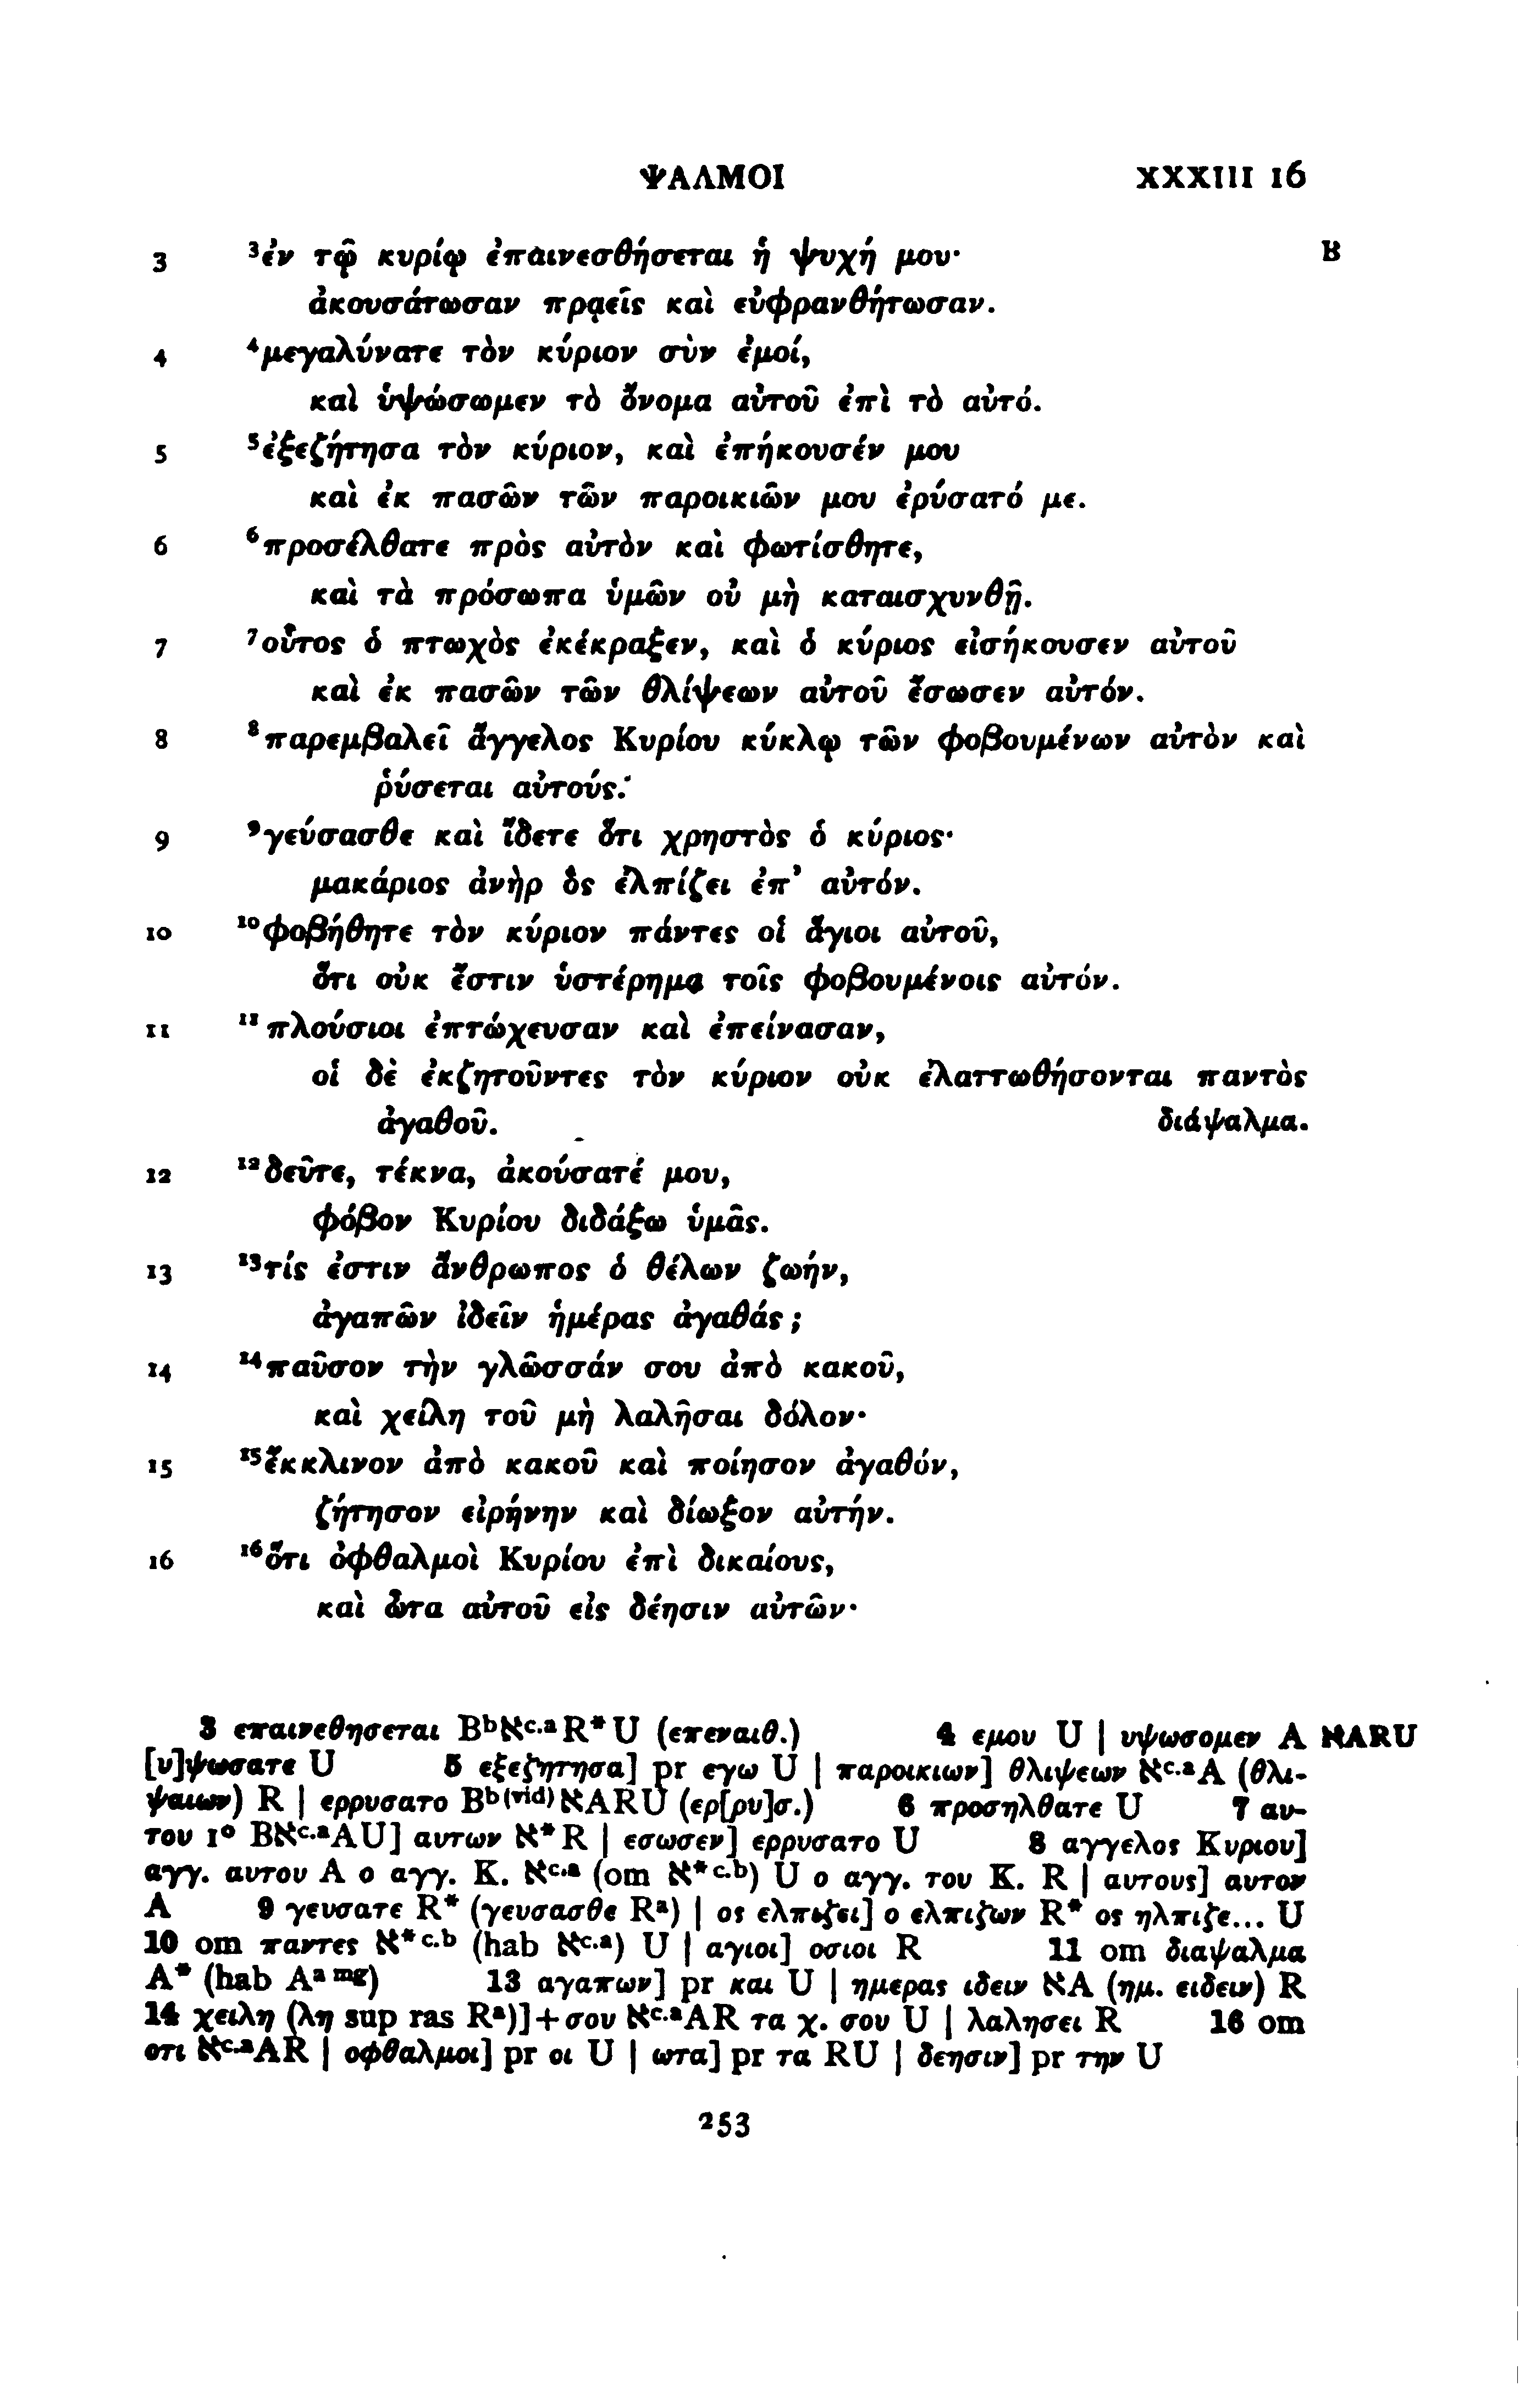 ΨΑΛΜΟΙ XXXIII 16
3 ³ἐν τῷ κυρίῳ ἐπαινεσθήσεται ἡ ψυχή μου· B
ἀκουσάτωσαν πρᾳεῖς καὶ εὐφρανθήτωσαν.
4 ⁴μεγαλύνατε τὸν κύριον σὺν ἐμοί,
καὶ ὑψώσωμεν τὸ ὄνομα αὐτοῦ ἐπὶ τὸ αὐτό.
5 ⁵ἐξεζήτησα τὸν κύριον, καὶ ἐπήκουσέν μου
καὶ ἐκ πασῶν τῶν παροικιῶν μου ἐρύσατό με.
6 ⁶προσέλθατε πρὸς αὐτὸν καὶ φωτίσθητε,
καὶ τὰ πρόσωπα ὑμῶν οὐ μὴ καταισχυνθῇ.
7 ⁷οὗτος ὁ πτωχὸς ἐκέκραξεν, καὶ ὁ κύριος εἰσήκουσεν αὐτοῦ
καὶ ἐκ πασῶν τῶν θλίψεων αὐτοῦ ἔσωσεν αὐτόν.
8 ⁸παρεμβαλεῖ ἄγγελος Κυρίου κύκλῳ τῶν φοβουμένων αὐτὸν καὶ
ῥύσεται αὐτούς.
9 ⁹γεύσασθε καὶ ἴδετε ὅτι χρηστὸς ὁ κύριος·
μακάριος ἀνὴρ ὃς ἐλπίζει ἐπ’ αὐτόν.
10 ¹⁰φοβήθητε τὸν κύριον πάντες οἱ ἅγιοι αὐτοῦ,
ὅτι οὐκ ἔστιν ὑστέρημα τοῖς φοβουμένοις αὐτόν.
11 ¹¹πλούσιοι ἐπτώχευσαν καὶ ἐπείνασαν,
οἱ δὲ ἐκζητοῦντες τὸν κύριον οὐκ ἐλαττωθήσονται παντὸς
ἀγαθοῦ. διάψαλμα.
12 ¹²δεῦτε, τέκνα, ἀκούσατέ μου,
φόβον Κυρίου διδάξω ὑμᾶς.
13 ¹³τίς ἐστιν ἄνθρωπος ὁ θέλων ζωήν,
ἀγαπῶν ἰδεῖν ἡμέρας ἀγαθάς;
14 ¹⁴παῦσον τὴν γλῶσσάν σου ἀπὸ κακοῦ,
καὶ χείλη τοῦ μὴ λαλῆσαι δόλον·
15 ¹⁵ἔκκλινον ἀπὸ κακοῦ καὶ ποίησον ἀγαθόν,
ζήτησον εἰρήνην καὶ δίωξον αὐτήν.
16 ¹⁶ὅτι ὀφθαλμοὶ Κυρίου ἐπὶ δικαίους,
καὶ ὦτα αὐτοῦ εἰς δέησιν αὐτῶν·
3 επαινεθησεται Bᵇאᶜ·ᵃR*U (επεναιθ.) 4 εμου U | υψωσομεν A אARU
[υ]ψωσατε U 5 εξεζητησα] pr εγω U | παροικιων] θλιψεων אᶜ·ᵃA (θλι-
ψαιων) R | ερρυσατο Bᵇ⁽ᵛⁱᵈ⁾אARU (ερ[ρυ]σ.) 6 προσηλθατε U 7 αυ-
του 1° Bאᶜ·ᵃAU] αυτων א*R | εσωσεν] ερρυσατο U 8 αγγελος Κυριου]
αγγ. αυτου A ο αγγ. Κ. אᶜ·ᵃ (om א*ᶜ·ᵇ) U ο αγγ. του Κ. R | αυτους] αυτον
A 9 γευσατε R* (γευσασθε Rᵃ) | ος ελπιζει] ο ελπιζων R* ος ηλπιζε... U
10 om παντες א*ᶜ·ᵇ (hab אᶜ·ᵃ) U | αγιοι] οσιοι R 11 om διαψαλμα
A* (hab Aᵃ ᵐᵍ) 13 αγαπων] pr και U | ημερας ιδειν אA (ημ. ειδειν) R
14 χειλη (λη sup ras Rᵃ)]+σου אᶜ·ᵃAR τα χ. σου U | λαλησει R 16 om
οτι אᶜ·ᵃAR | οφθαλμοι] pr οι U | ωτα] pr τα RU | δεησιν] pr την U
253